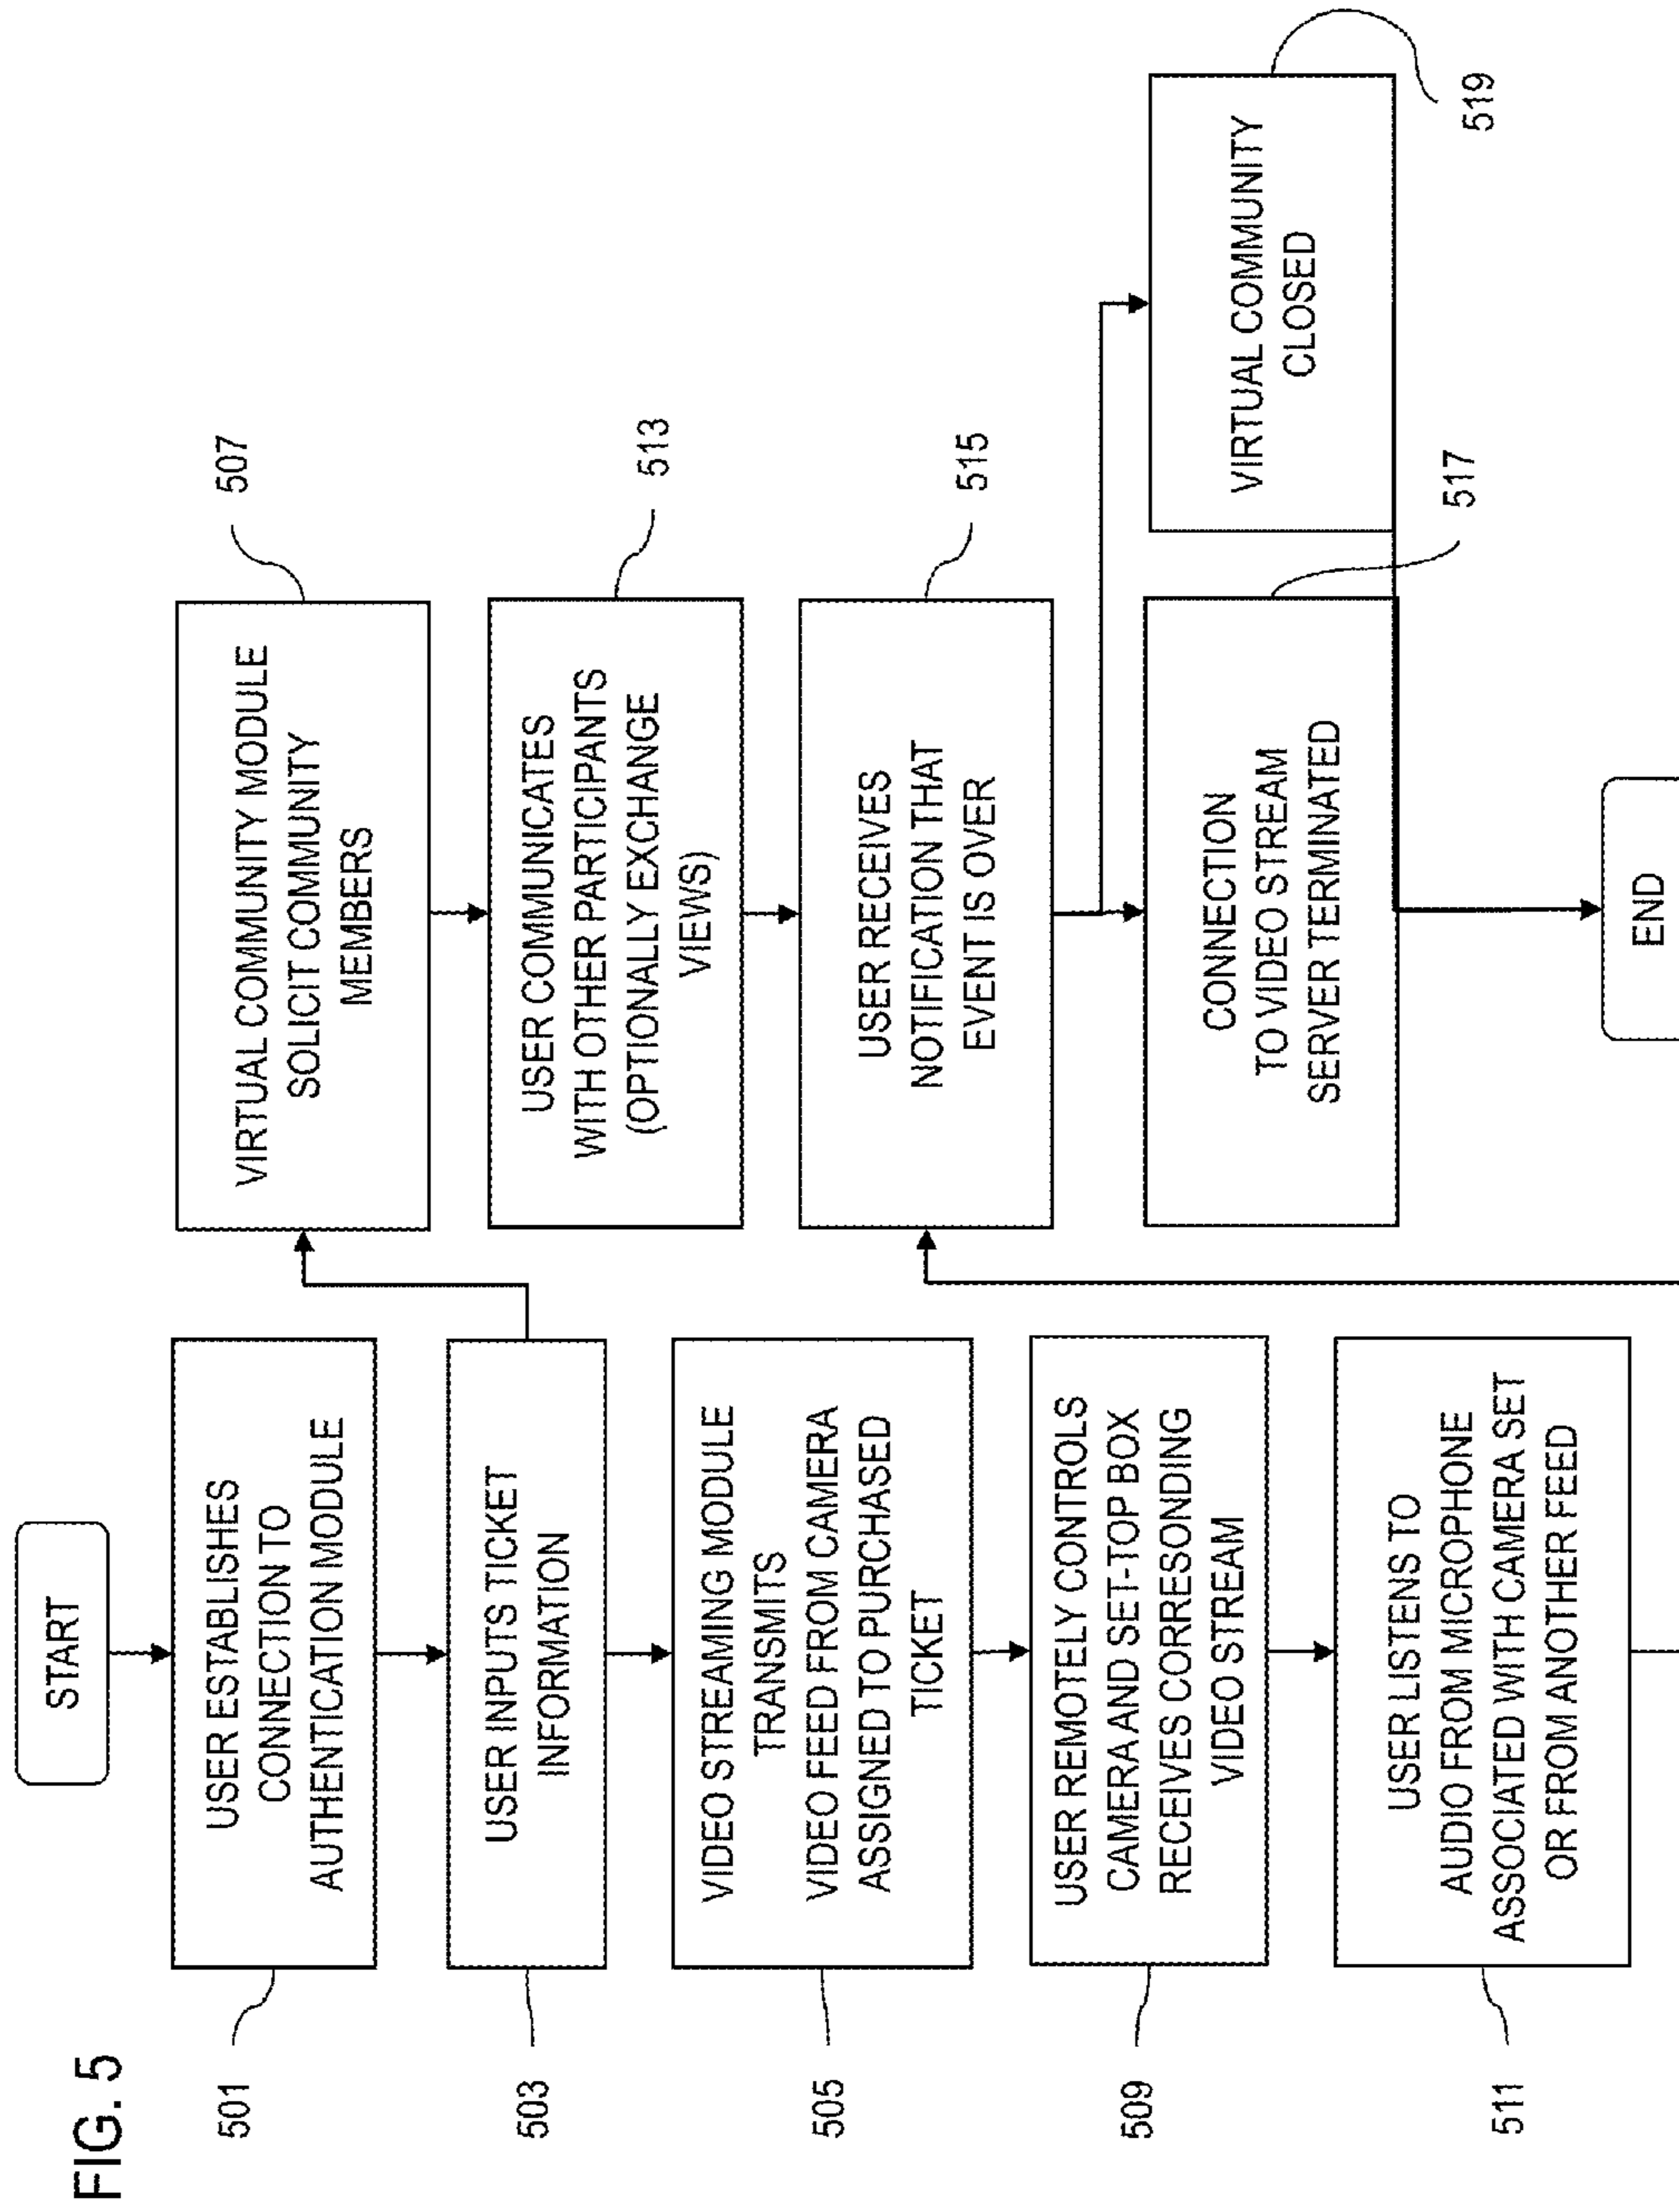 FIG. 5
START
501
USER ESTABLISHES
CONNECTION TO
AUTHENTICATION MODULE
503
USER INPUTS TICKET
INFORMATION
505
VIDEO STREAMING MODULE
TRANSMITS
VIDEO FEED FROM CAMERA
ASSIGNED TO PURCHASED
TICKET
509
USER REMOTELY CONTROLS
CAMERA AND SET-TOP BOX
RECEIVES CORRESONDING
VIDEO STREAM
511
USER LISTENS TO
AUDIO FROM MICROPHONE
ASSOCIATED WITH CAMERA SET
OR FROM ANOTHER FEED
507
VIRTUAL COMMUNITY MODULE
SOLICIT COMMUNITY
MEMBERS
513
USER COMMUNICATES
WITH OTHER PARTICIPANTS
(OPTIONALLY EXCHANGE
VIEWS)
515
USER RECEIVES
NOTIFICATION THAT
EVENT IS OVER
517
CONNECTION
TO VIDEO STREAM
SERVER TERMINATED
519
VIRTUAL COMMUNITY
CLOSED
END